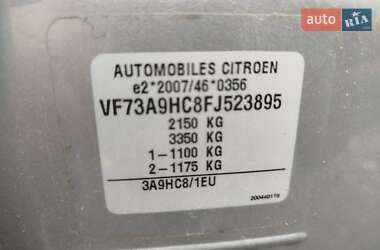 auto RIA
AUTOMOBILES CITROEN
e2*2007/46*0356
VF73A9HC8FJ523895
2150 KG
3350 KG
1-1100 KG
2-1175 KG
3A9HC8/1EU